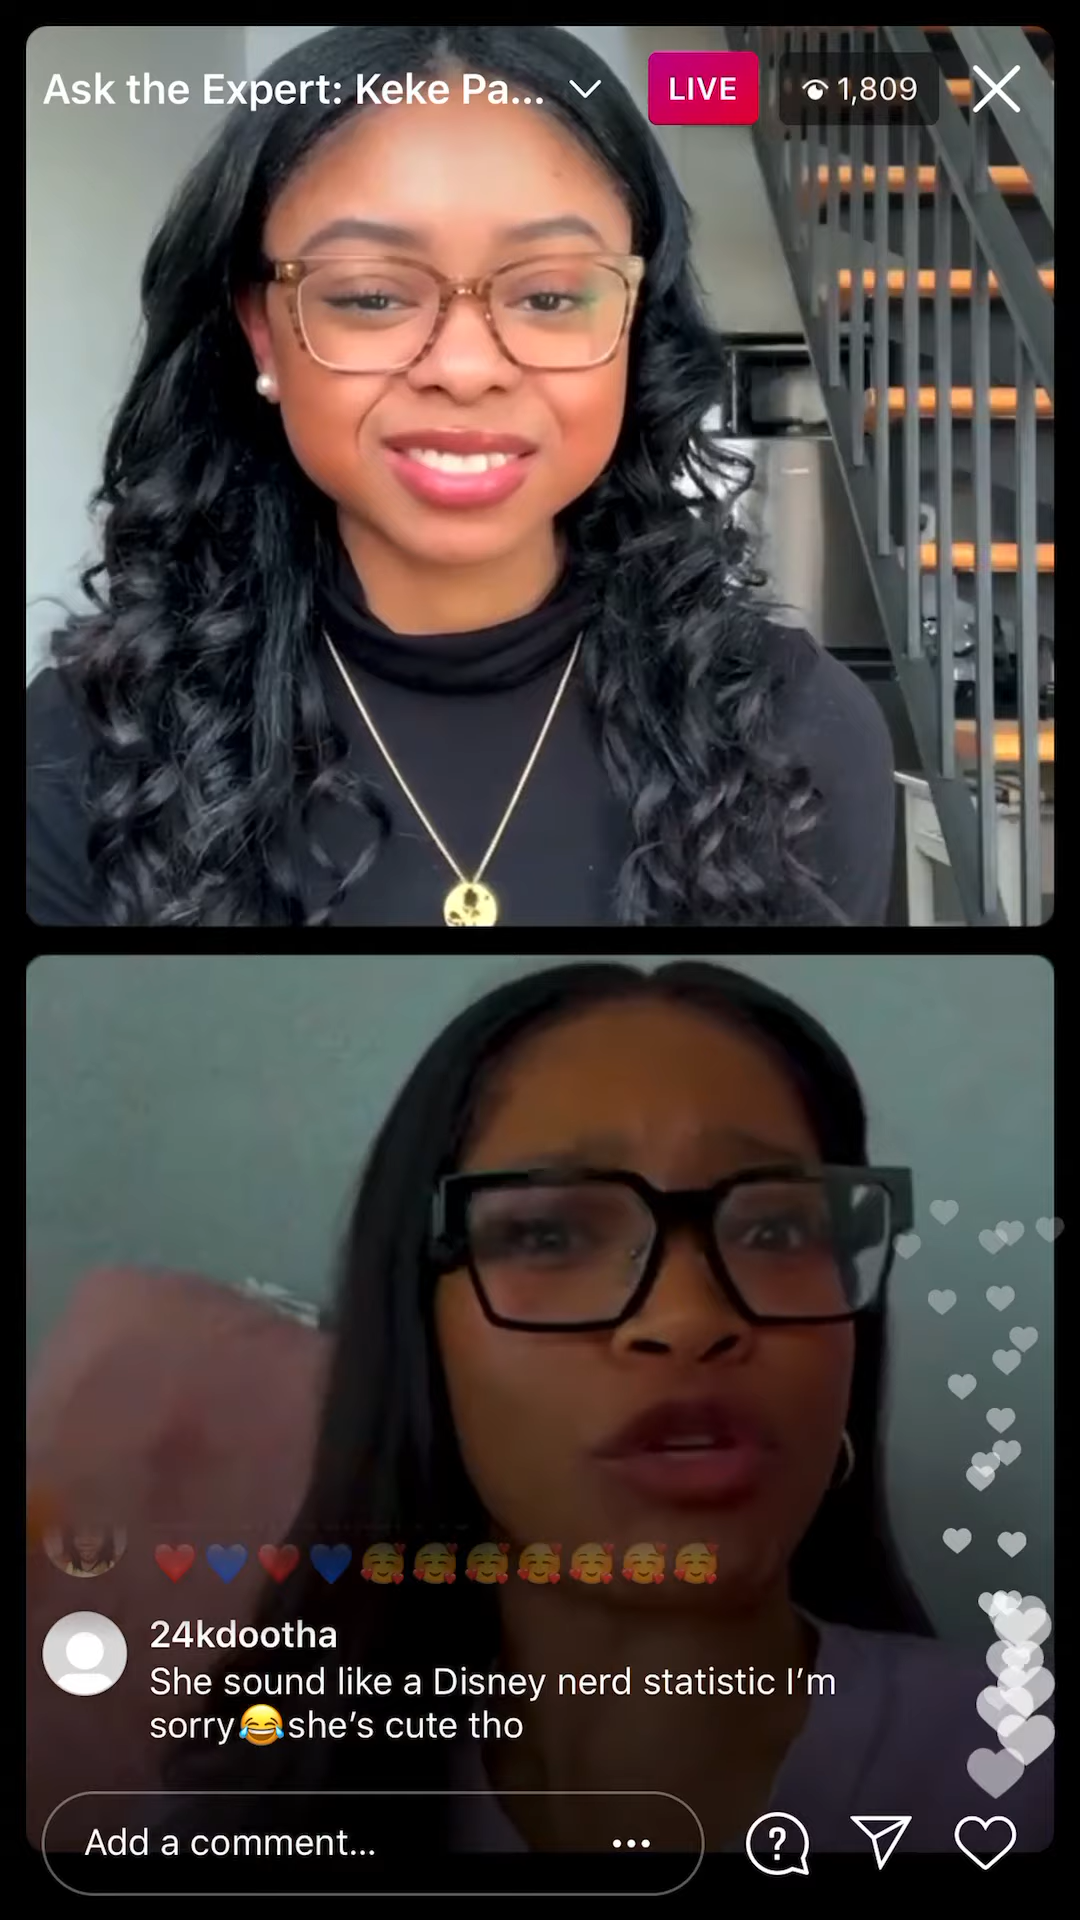 Ask the Expert: Keke Pa...
LIVE
1,809
❤️💙❤️💙🥰🥰🥰🥰🥰🥰🥰
24kdootha
She sound like a Disney nerd statistic I’m
sorry😂she’s cute tho
Add a comment...